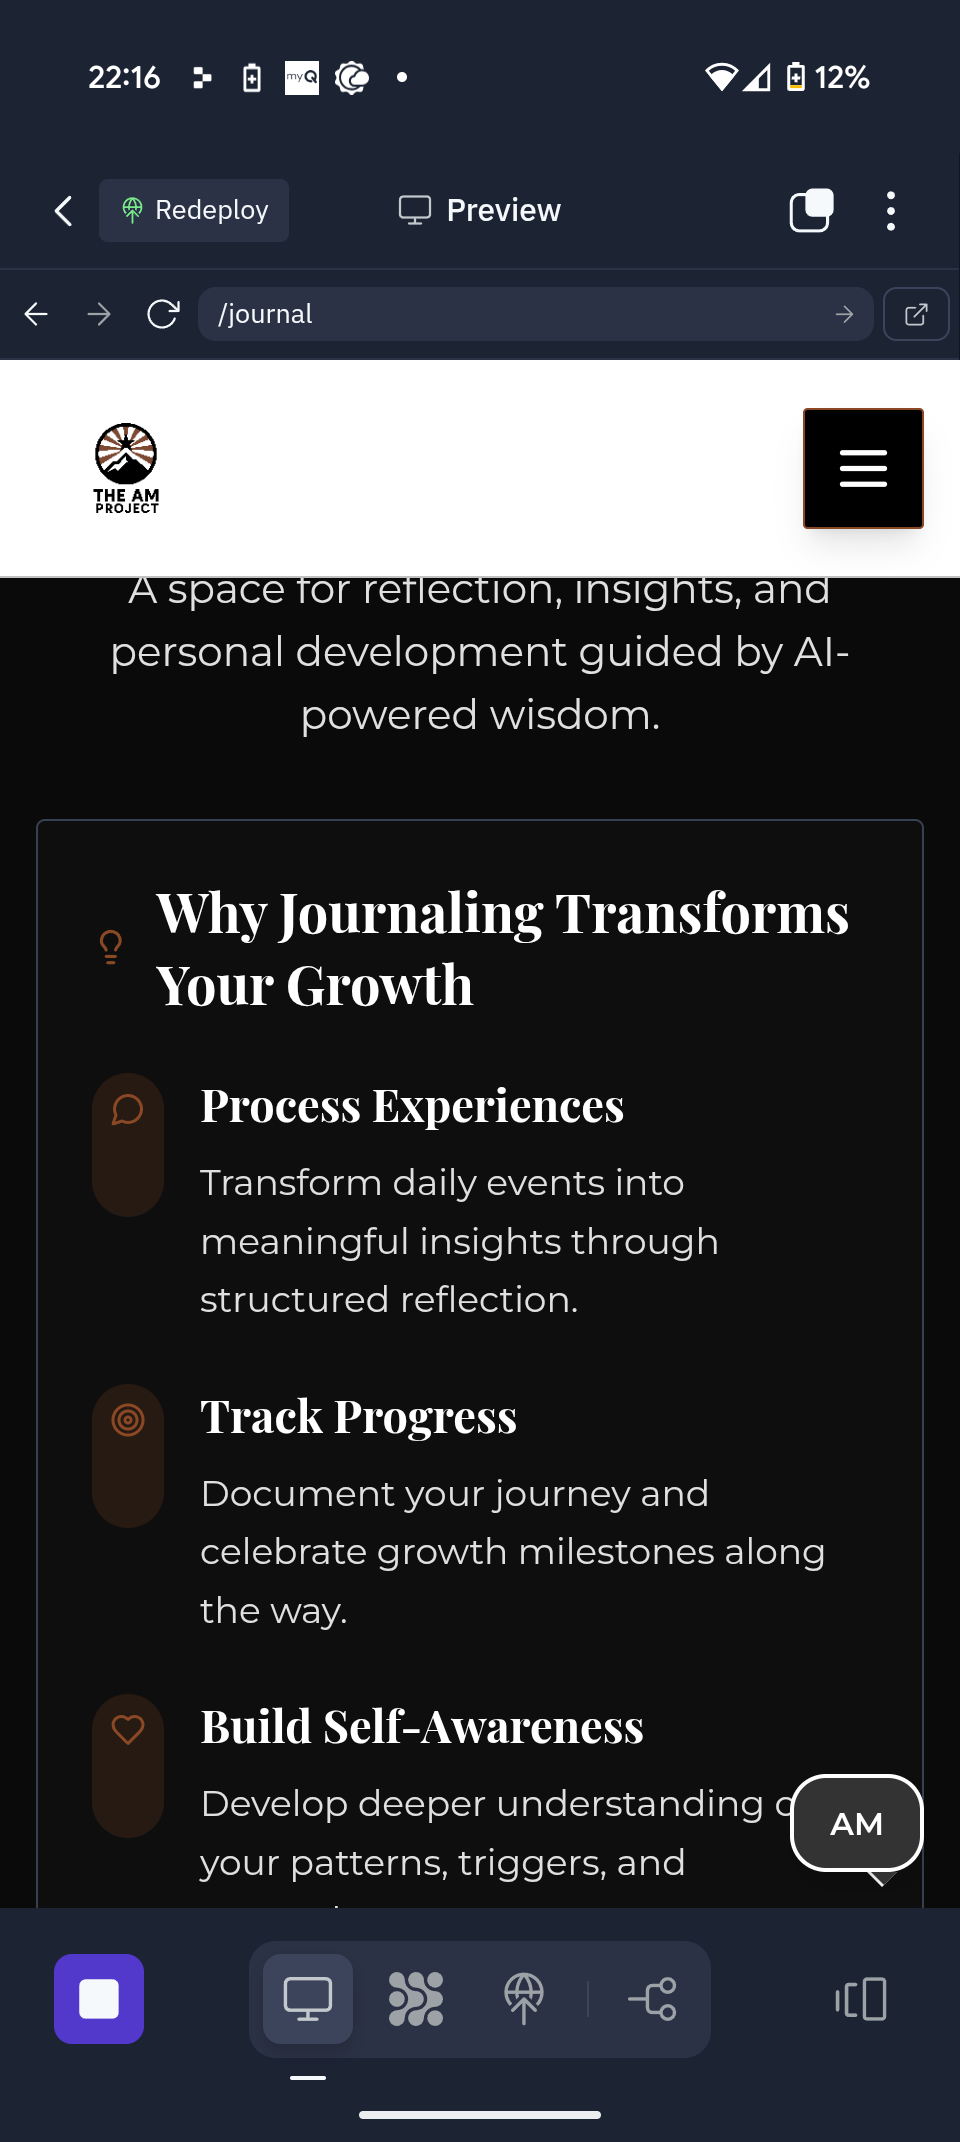 22:16
myQ
12%
Redeploy
Preview
/journal
THE AM
PROJECT
A space for reflection, insights, and
personal development guided by AI-
powered wisdom.
Why Journaling Transforms
Your Growth
Process Experiences
Transform daily events into
meaningful insights through
structured reflection.
Track Progress
Document your journey and
celebrate growth milestones along
the way.
Build Self-Awareness
Develop deeper understanding
AM
your patterns, triggers, and